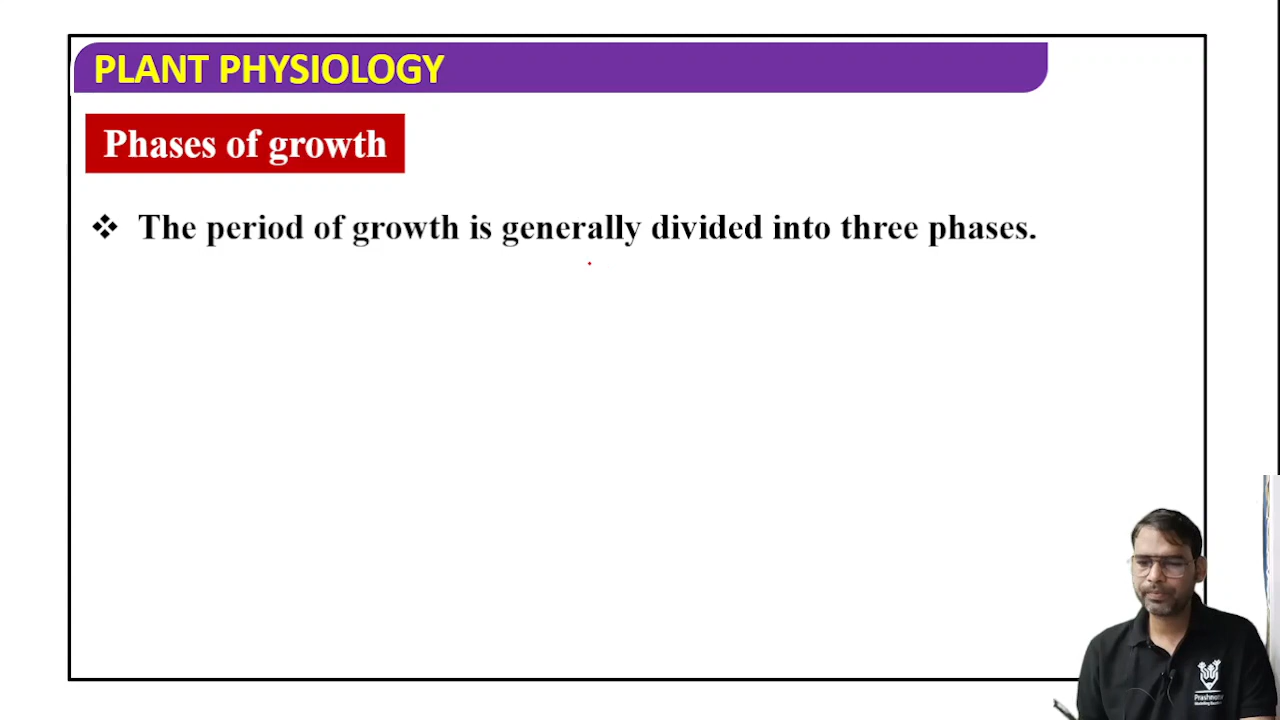 PLANT PHYSIOLOGY
Phases of growth
❖ The period of growth is generally divided into three phases.